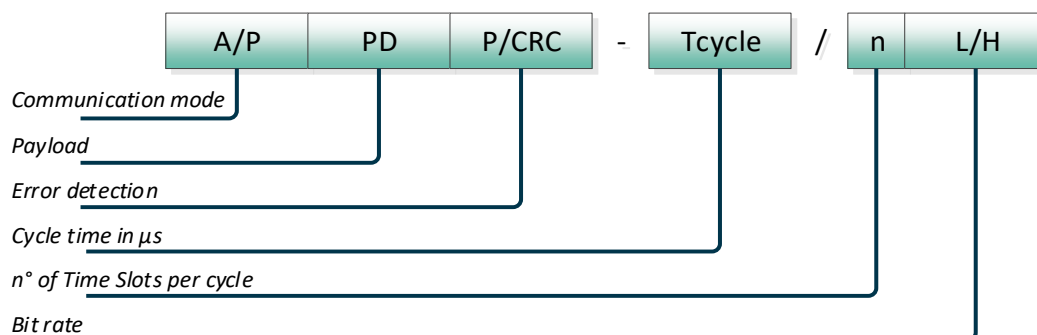 A/P PD P/CRC - Tcycle / n L/H
Communication mode
Payload
Error detection
Cycle time in µs
n° of Time Slots per cycle
Bit rate